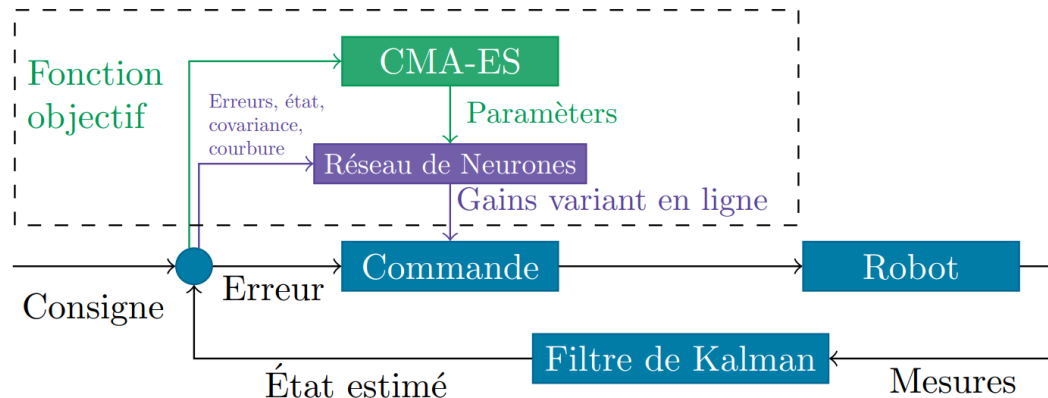 CMA-ES
Fonction
objectif
Erreurs, état,
covariance,
courbure
Paramèters
Réseau de Neurones
Gains variant en ligne
Consigne
Erreur
Commande
Robot
Filtre de Kalman
État estimé
Mesures